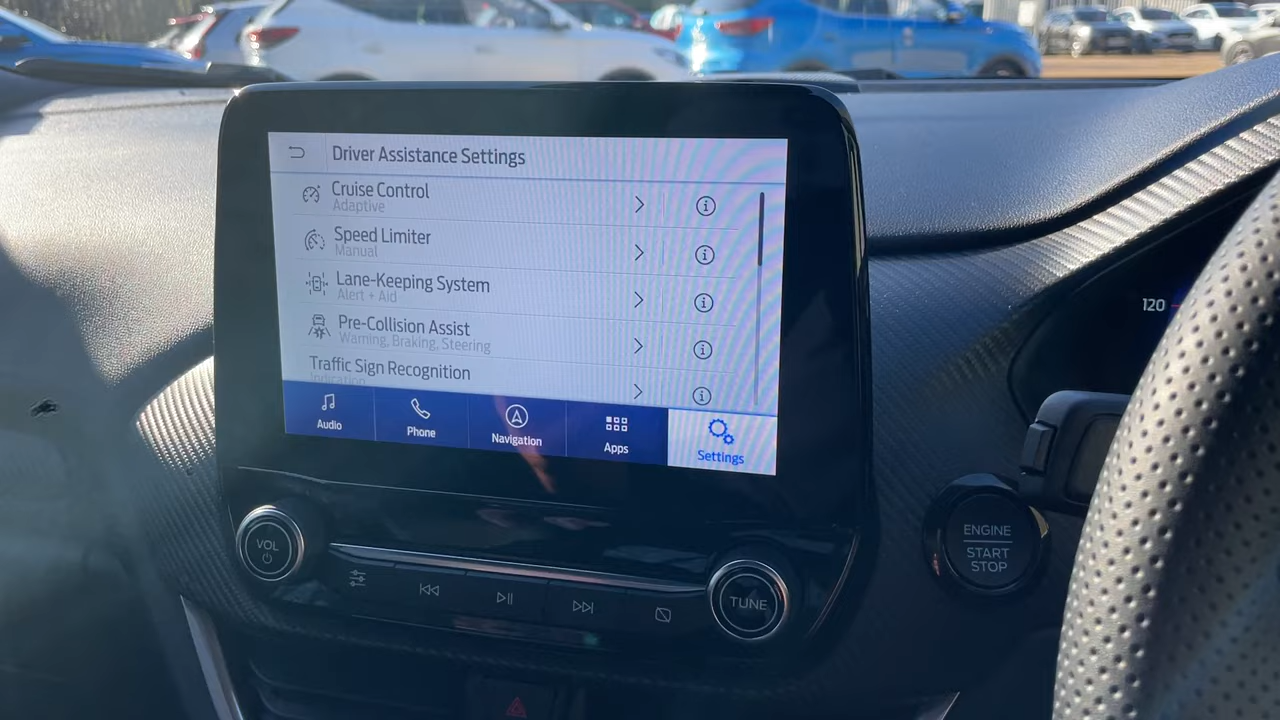 Driver Assistance Settings
Cruise Control
Adaptive
Speed Limiter
Manual
Lane-Keeping System
Alert + Aid
Pre-Collision Assist
Warning, Braking, Steering
Traffic Sign Recognition
Indication
Audio
Phone
Navigation
Apps
Settings
120
VOL
TUNE
ENGINE
START
STOP